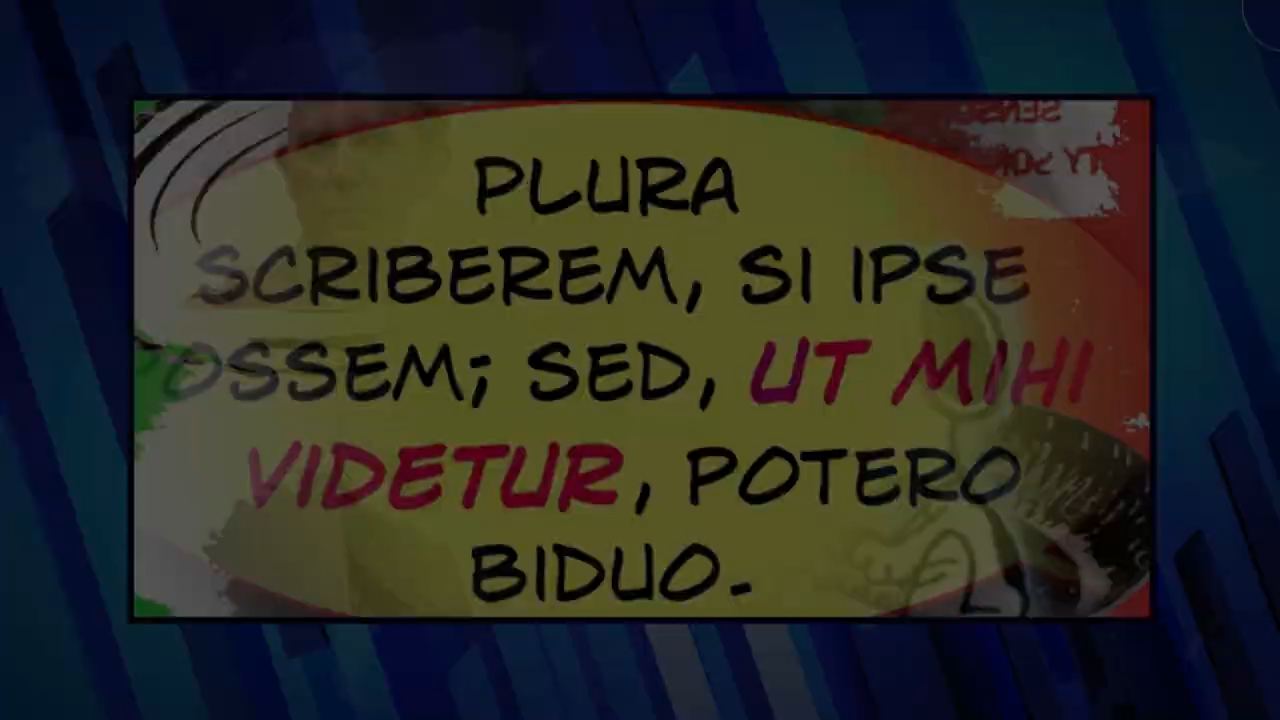 PLURA
SCRIBEREM, SI IPSE
OSSEM; SED, UT MIHI
VIDETUR, POTERO
BIDUO.